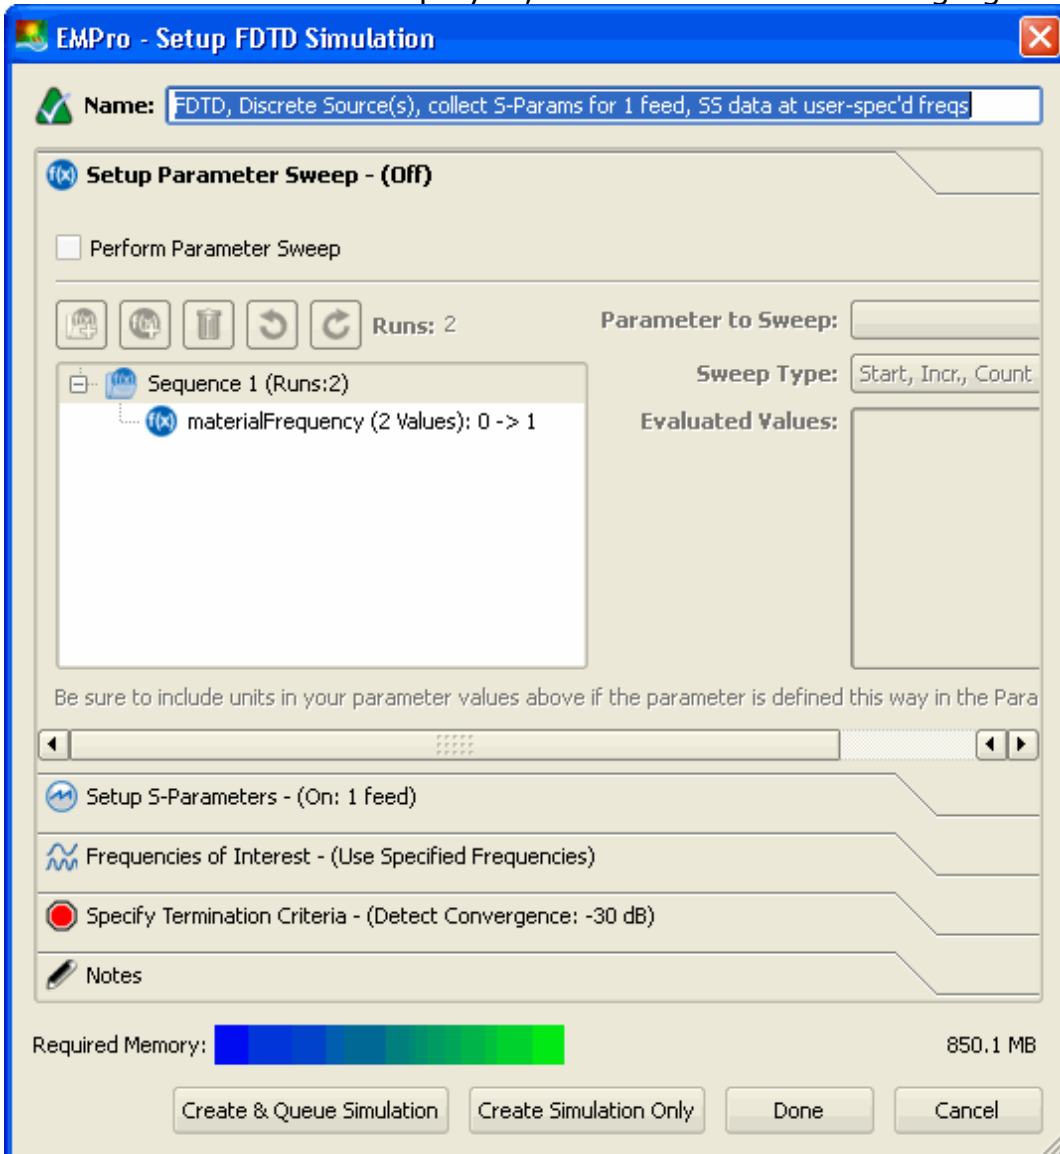 EMPro - Setup FDTD Simulation
Name: FDTD, Discrete Source(s), collect S-Params for 1 feed, SS data at user-spec'd freqs
f(x) Setup Parameter Sweep - (Off)
Perform Parameter Sweep
Runs: 2
Parameter to Sweep:
Sequence 1 (Runs:2)
Sweep Type: Start, Incr., Count
f(x) materialFrequency (2 Values): 0 -> 1
Evaluated Values:
Be sure to include units in your parameter values above if the parameter is defined this way in the Para
Setup S-Parameters - (On: 1 feed)
Frequencies of Interest - (Use Specified Frequencies)
Specify Termination Criteria - (Detect Convergence: -30 dB)
Notes
Required Memory: 850.1 MB
Create & Queue Simulation Create Simulation Only Done Cancel